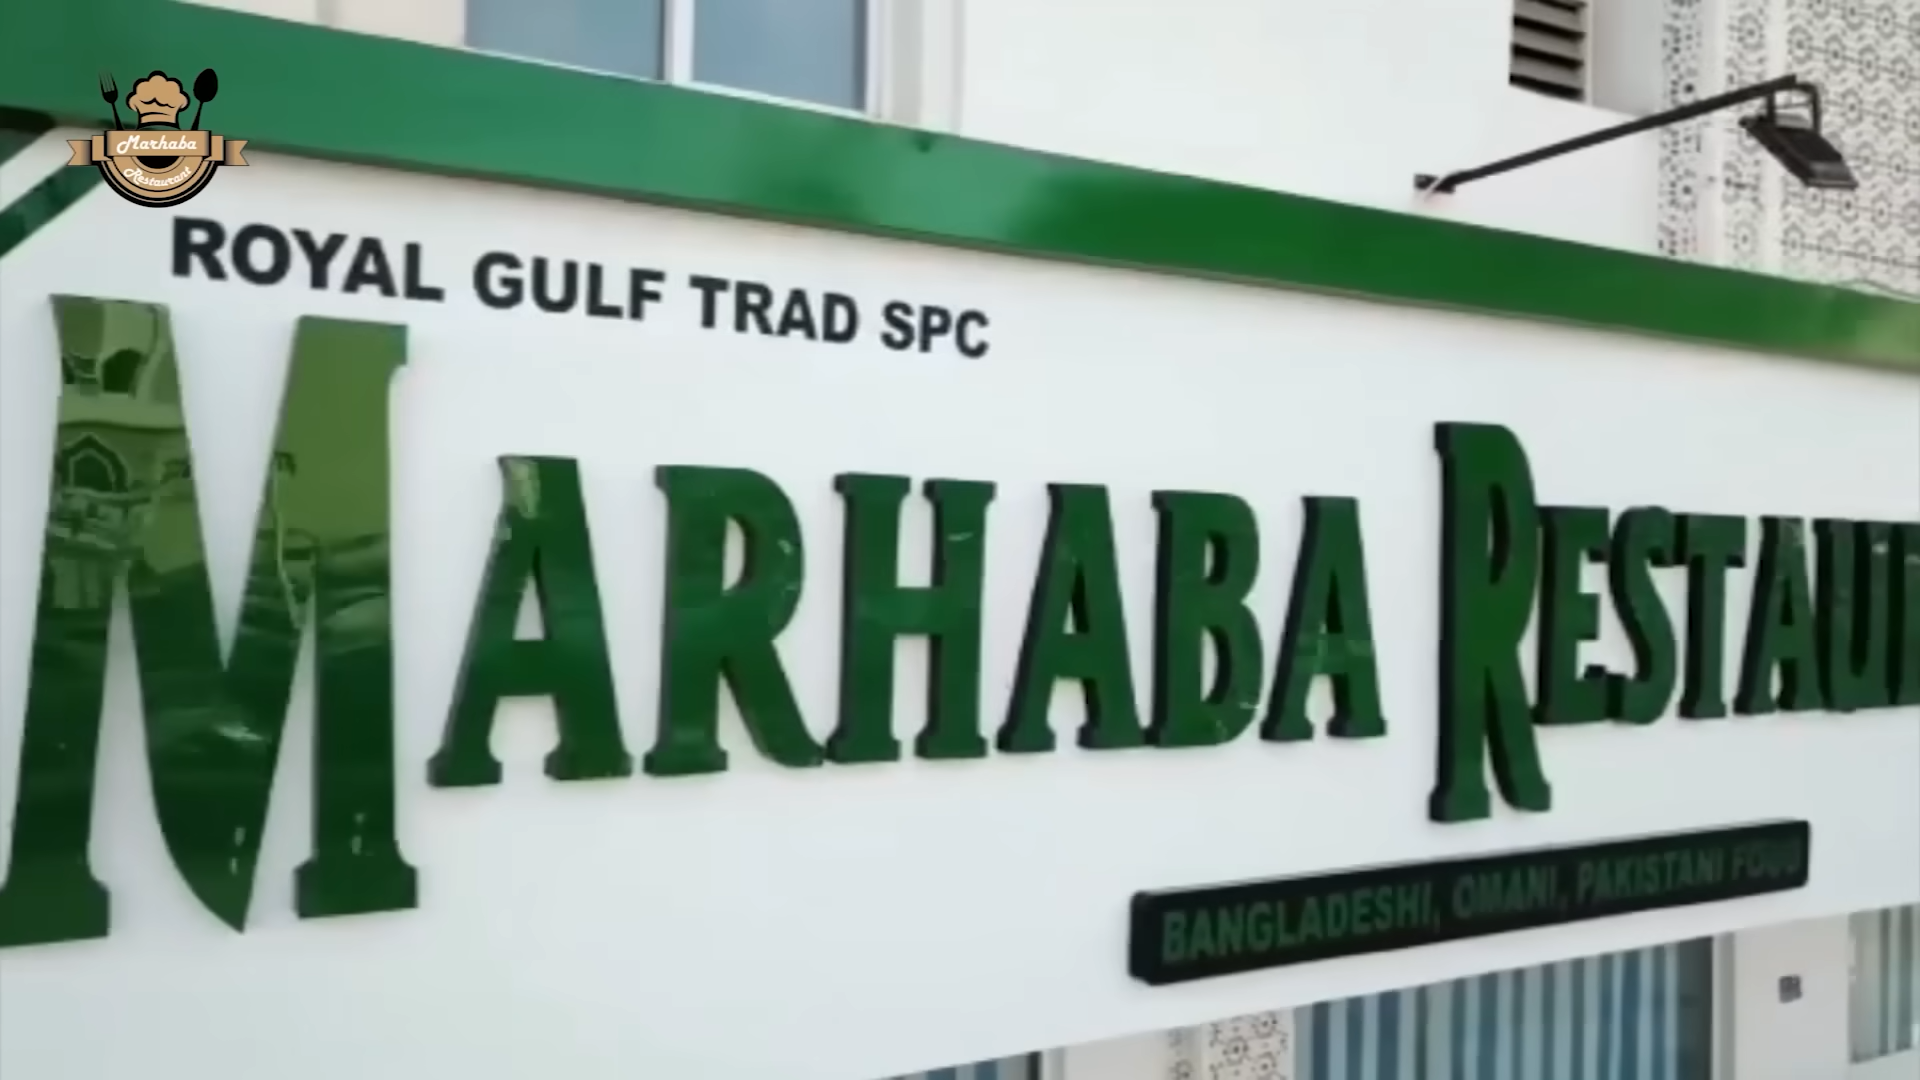 Marhaba
Restaurant
ROYAL GULF TRAD SPC
MARHABA RESTAU
BANGLADESHI, OMANI, PAKISTANI FOOD